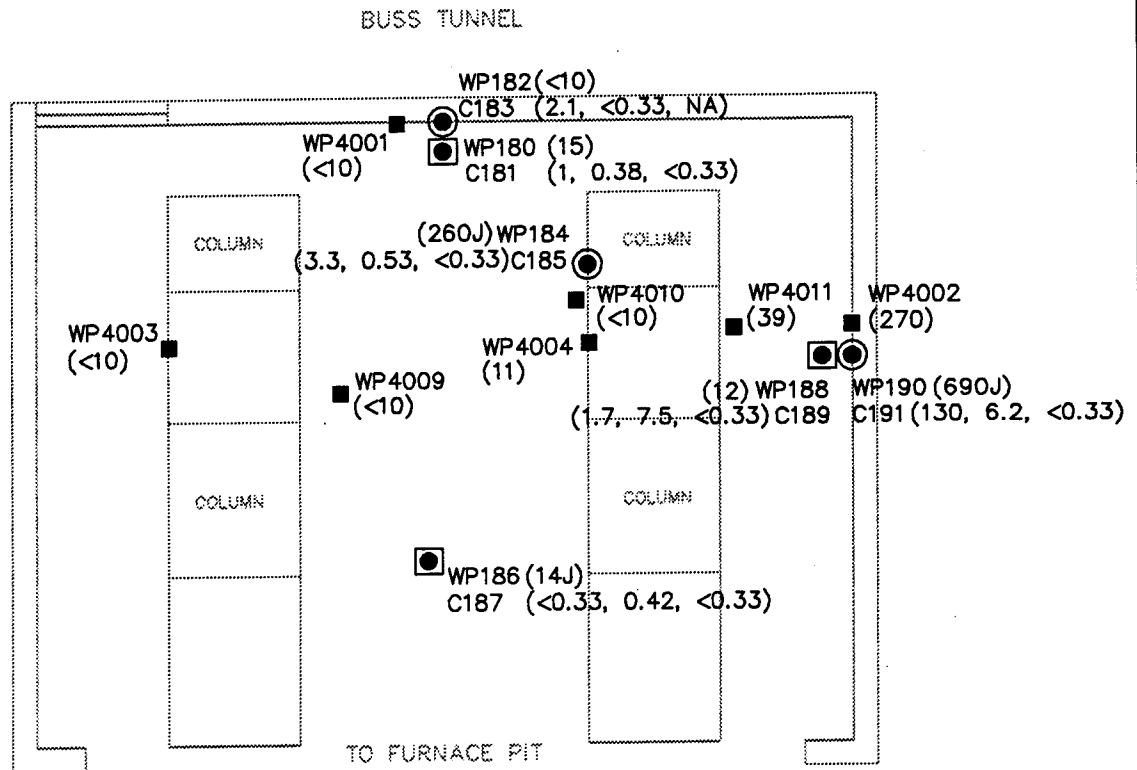 BUSS TUNNEL
WP182 (<10)
C183 (2.1, <0.33, NA)
WP4001
(<10)
WP180 (15)
C181 (1, 0.38, <0.33)
COLUMN
(260J) WP184
(3.3, 0.53, <0.33) C185
COLUMN
WP4010
(<10)
WP4011
(39)
WP4002
(270)
WP4003
(<10)
WP4004
(11)
WP4009
(<10)
(12) WP188
(1.7, 7.5, <0.33) C189
WP190 (690J)
C191 (130, 6.2, <0.33)
COLUMN
COLUMN
WP186 (14J)
C187 (<0.33, 0.42, <0.33)
TO FURNACE PIT